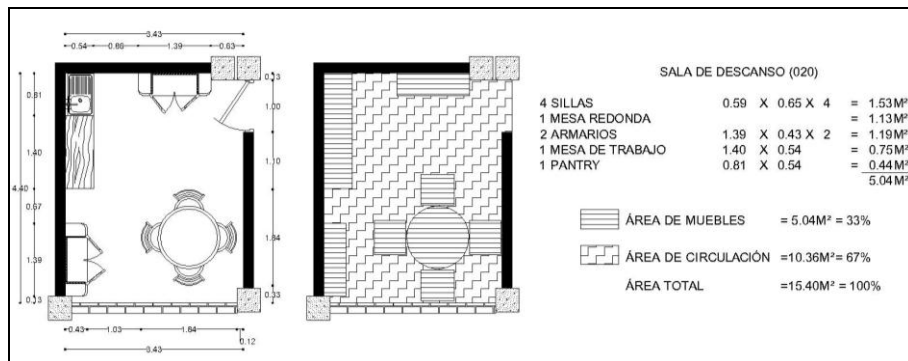 3.43
0.54 0.86 1.39 0.63
0.13
0.81
1.00
1.40
1.10
4.40
0.67
1.64
1.39
0.33
0.43 1.03 1.84
0.12
3.43
SALA DE DESCANSO (020)
4 SILLAS 0.59 X 0.65 X 4 = 1.53M²
1 MESA REDONDA = 1.13M²
2 ARMARIOS 1.39 X 0.43 X 2 = 1.19M²
1 MESA DE TRABAJO 1.40 X 0.54 = 0.75M²
1 PANTRY 0.81 X 0.54 = 0.44M²
5.04M²
ÁREA DE MUEBLES = 5.04M² = 33%
ÁREA DE CIRCULACIÓN =10.36M² = 67%
ÁREA TOTAL =15.40M² = 100%